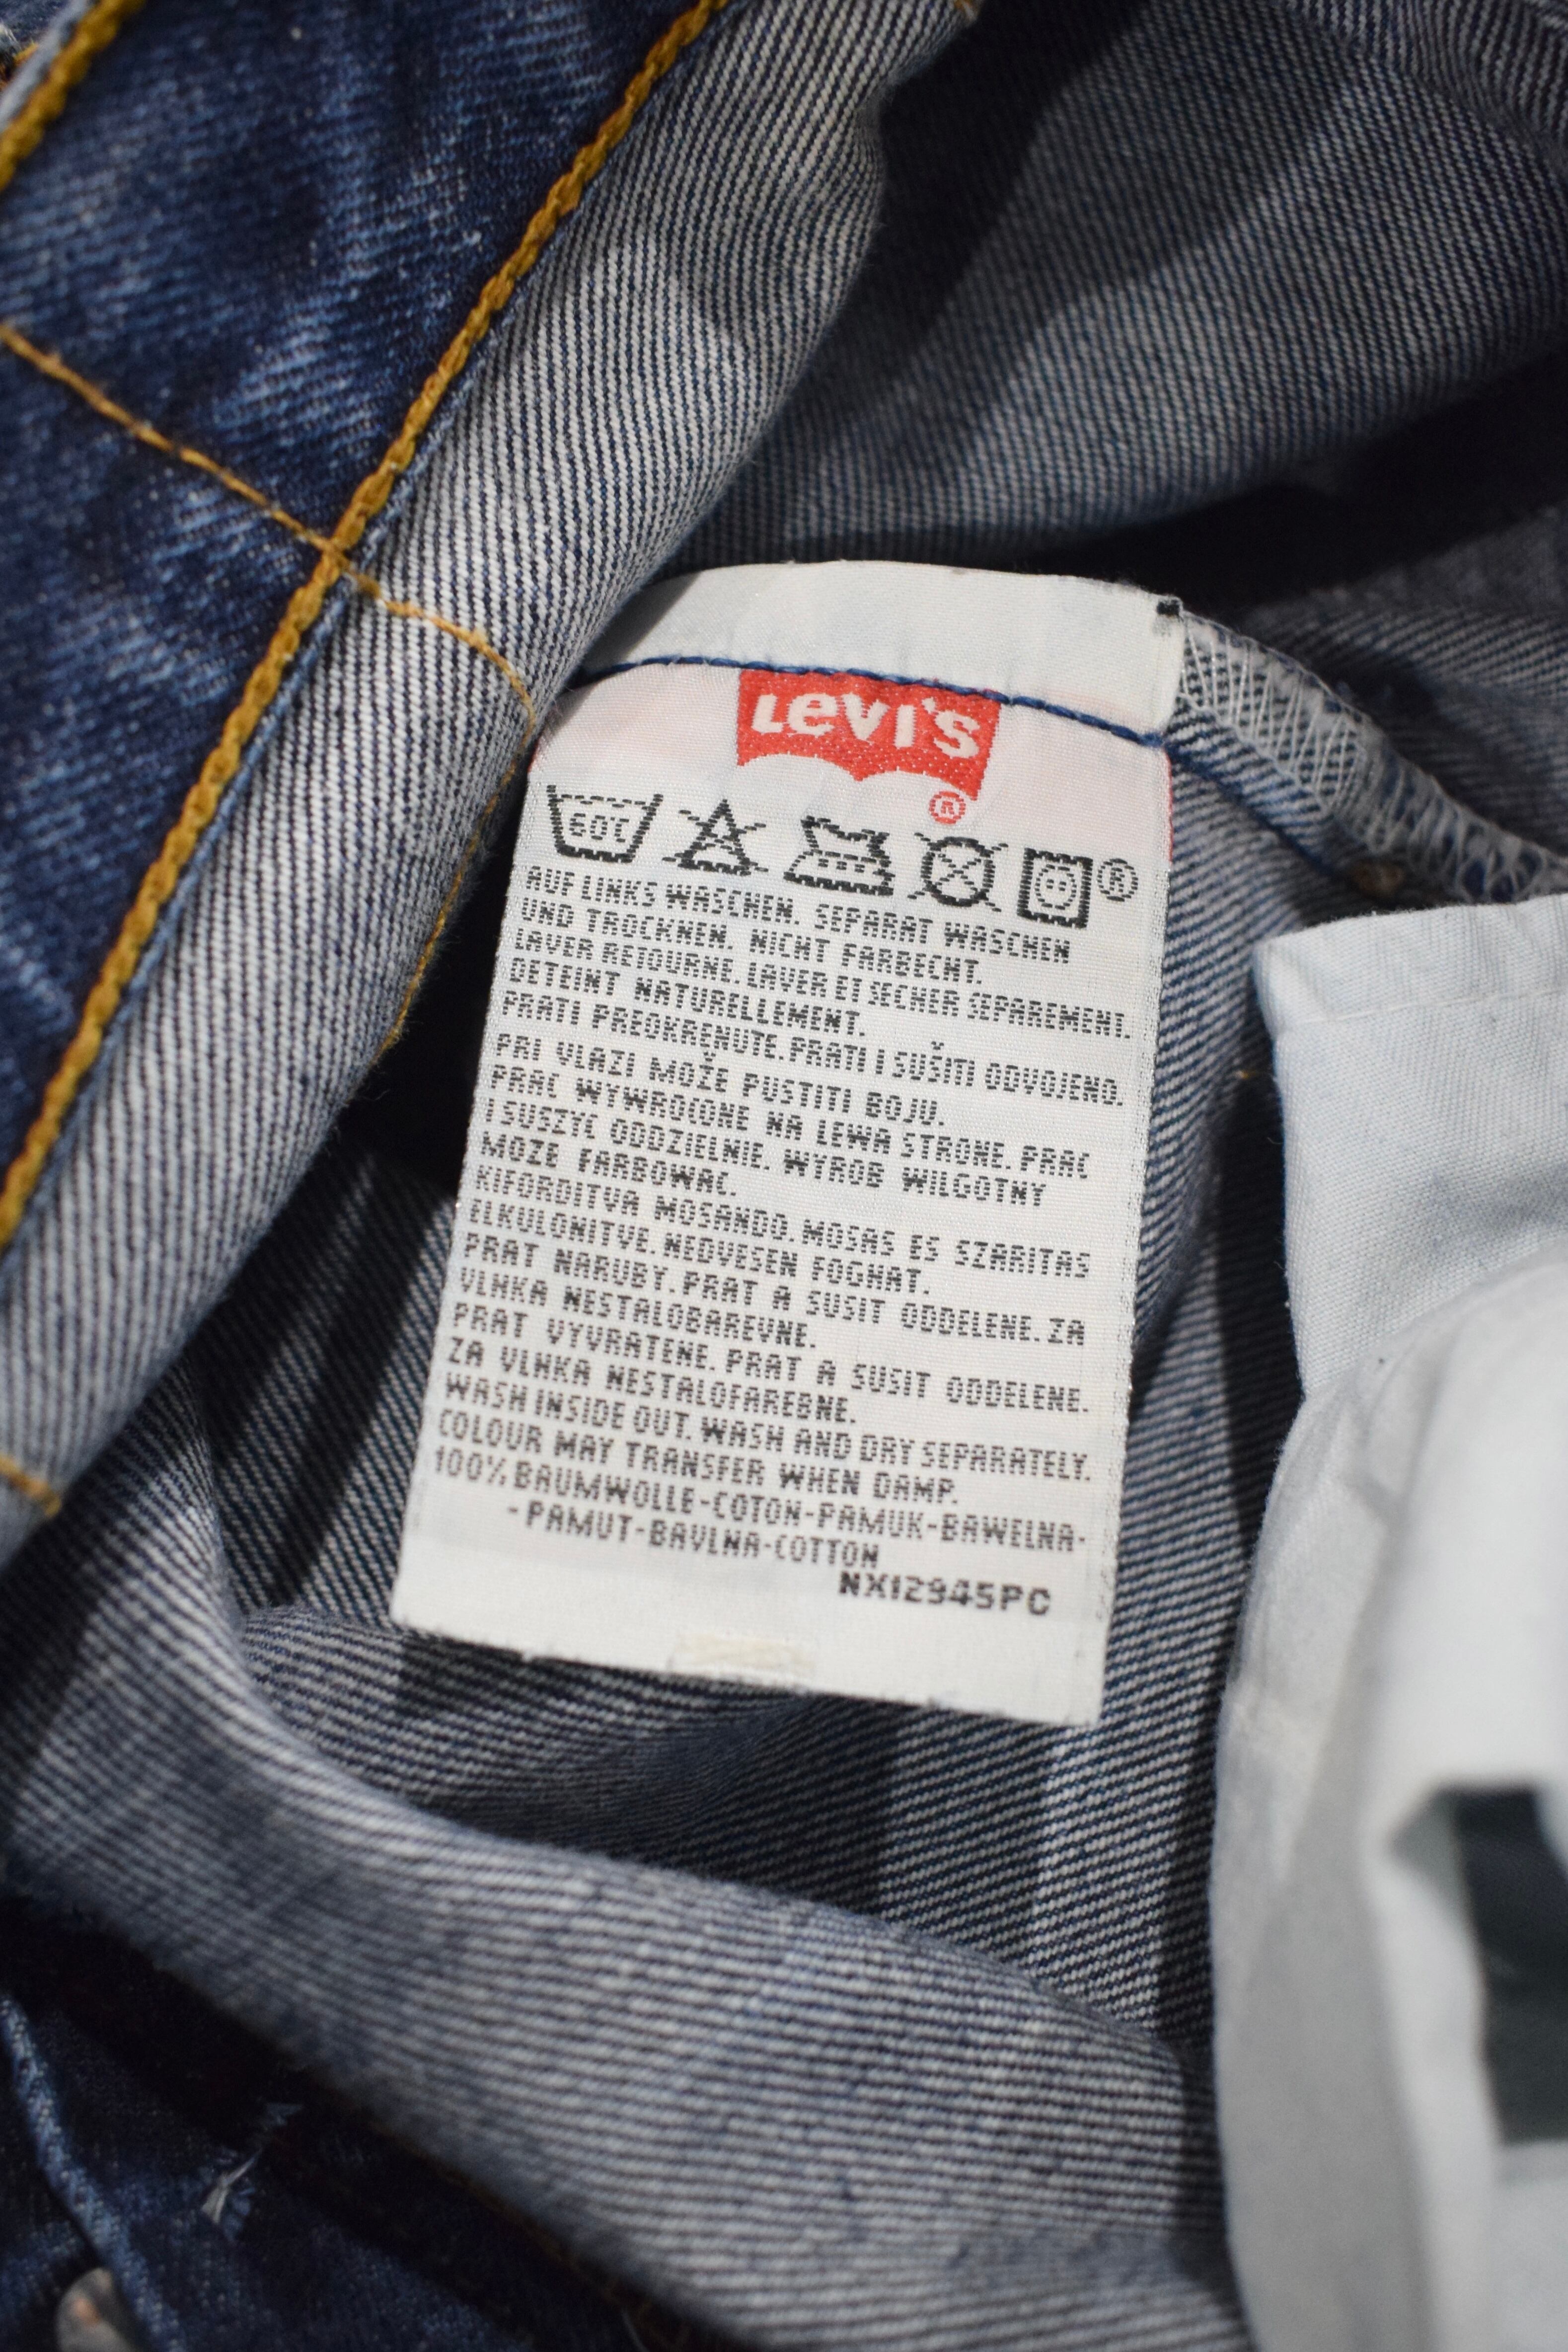 Levi's
®
60°C
®
AUF LINKS WASCHEN. SEPARAT WASCHEN
UND TROCKNEN. NICHT FARBECHT.
LAVER RETOURNE. LAVER ET SECHER SEPAREMENT.
DETEINT NATURELLEMENT.
PRATI PREOKRENUTE. PRATI I SUŠITI ODVOJENO.
PRI VLAZI MOŽE PUSTITI BOJU.
PRAC WYWROCONE NA LEWA STRONE. PRAC
I SUSZYC ODDZIELNIE. WYROB WILGOTNY
MOZE FARBOWAC.
KIFORDITVA MOSANDO. MOSAS ES SZARITAS
ELKULONITVE. NEDVESEN FOGHAT.
PRAT NARUBY. PRAT A SUSIT ODDELENE. ZA
VLHKA NESTALOBAREVNE.
PRAT VYVRATENE. PRAT A SUSIT ODDELENE.
ZA VLHKA NESTALOFAREBNE.
WASH INSIDE OUT. WASH AND DRY SEPARATELY.
COLOUR MAY TRANSFER WHEN DAMP.
100% BAUMWOLLE-COTON-PAMUK-BAWELNA-
-PAMUT-BAVLNA-COTTON
NX12945PC